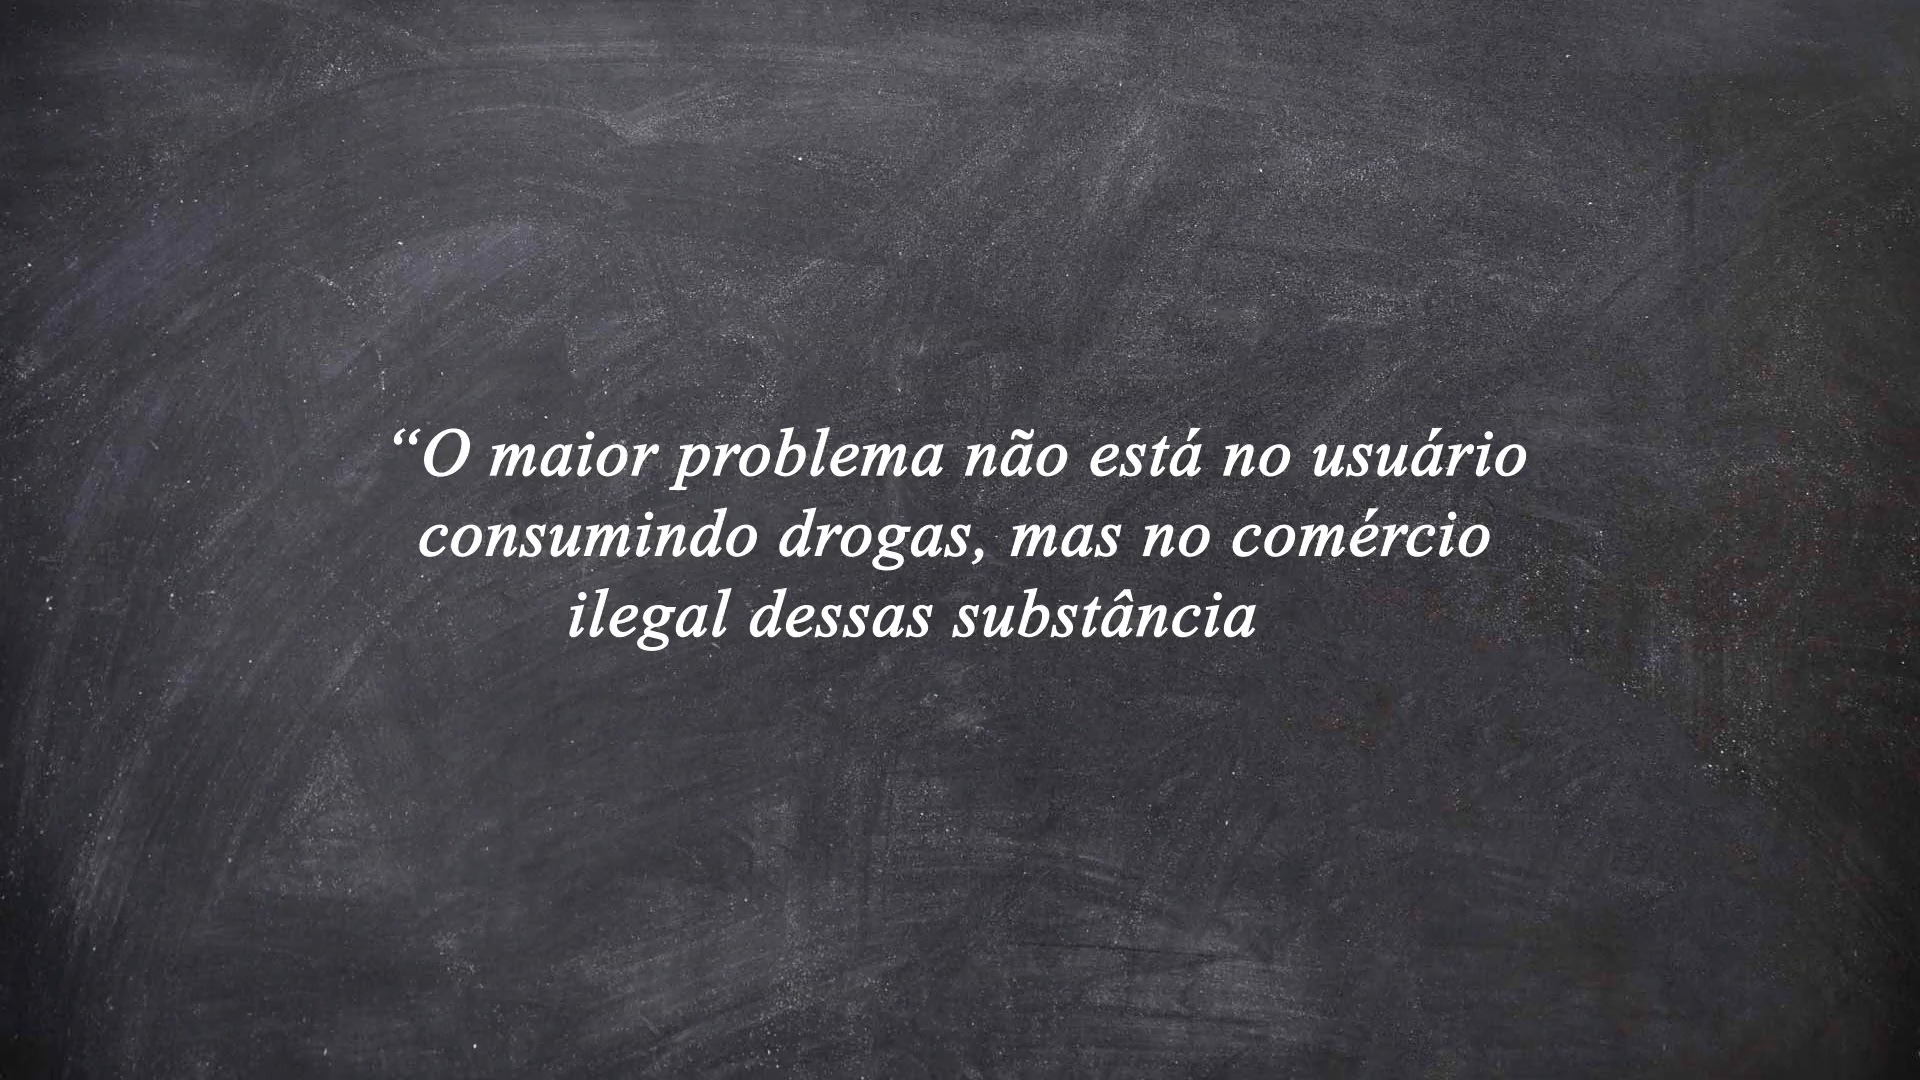 “O maior problema não está no usuário
consumindo drogas, mas no comércio
ilegal dessas substância